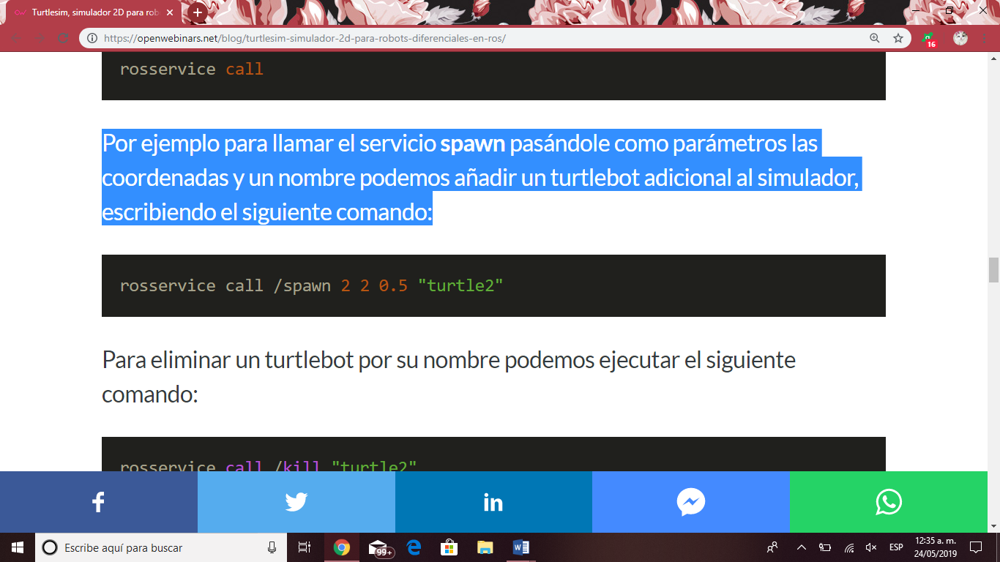 Turtlesim, simulador 2D para rob
https://openwebinars.net/blog/turtlesim-simulador-2d-para-robots-diferenciales-en-ros/
16
rosservice call
Por ejemplo para llamar el servicio spawn pasándole como parámetros las
coordenadas y un nombre podemos añadir un turtlebot adicional al simulador,
escribiendo el siguiente comando:
rosservice call /spawn 2 2 0.5 "turtle2"
Para eliminar un turtlebot por su nombre podemos ejecutar el siguiente
comando:
rosservice call /kill "turtle2"
Escribe aquí para buscar
99+
ESP
12:35 a. m.
24/05/2019